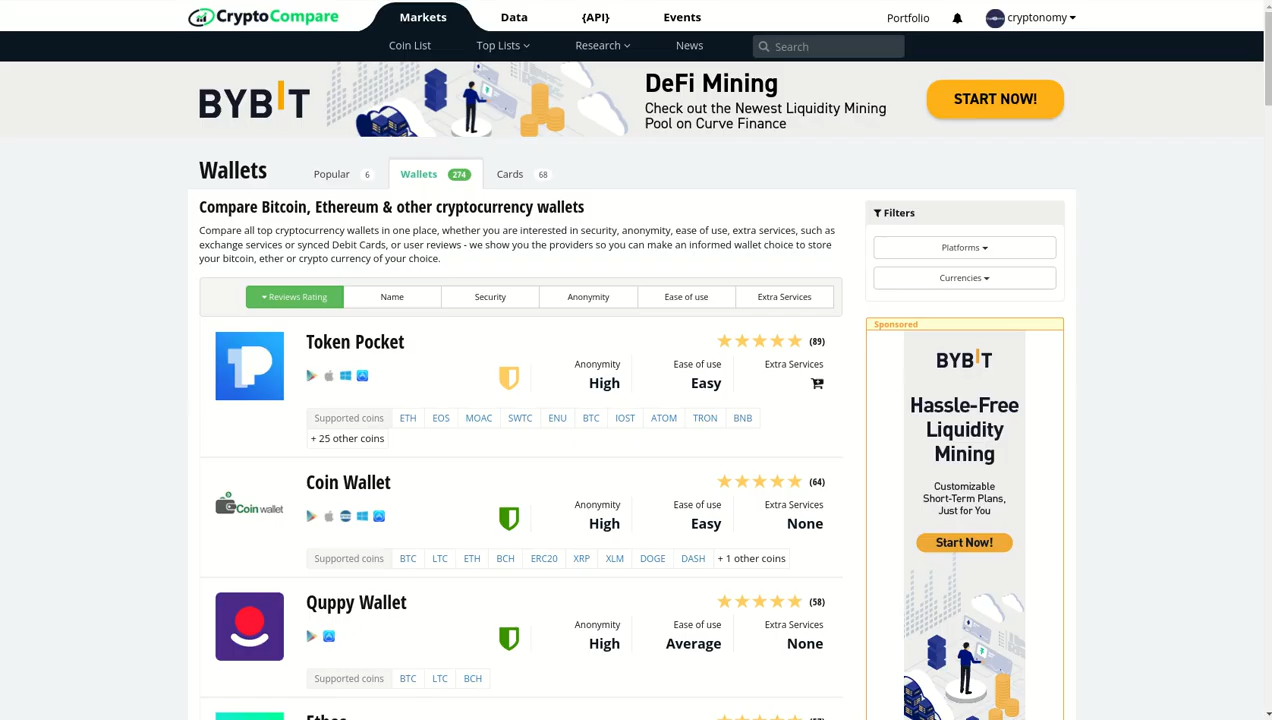 CryptoCompare
Markets
Data
{API}
Events
Portfolio
cryptonomy
Coin List
Top Lists
Research
News
Search
BYBIT
DeFi Mining
Check out the Newest Liquidity Mining
Pool on Curve Finance
START NOW!
Wallets
Popular 6
Wallets 274
Cards 68
Compare Bitcoin, Ethereum & other cryptocurrency wallets
Compare all top cryptocurrency wallets in one place, whether you are interested in security, anonymity, ease of use, extra services, such as
exchange services or synced Debit Cards, or user reviews - we show you the providers so you can make an informed wallet choice to store
your bitcoin, ether or crypto currency of your choice.
Filters
Platforms
Currencies
Reviews Rating
Name
Security
Anonymity
Ease of use
Extra Services
Token Pocket
(89)
Anonymity
High
Ease of use
Easy
Extra Services
Supported coins ETH EOS MOAC SWTC ENU BTC IOST ATOM TRON BNB
+ 25 other coins
Coin Wallet
Coin wallet
(64)
Anonymity
High
Ease of use
Easy
Extra Services
None
Supported coins BTC LTC ETH BCH ERC20 XRP XLM DOGE DASH + 1 other coins
Quppy Wallet
(58)
Anonymity
High
Ease of use
Average
Extra Services
None
Supported coins BTC LTC BCH
Sponsored
BYBIT
Hassle-Free
Liquidity
Mining
Customizable
Short-Term Plans,
Just for You
Start Now!